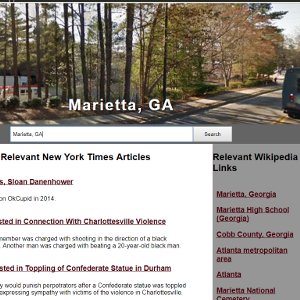 Marietta, GA
Marietta, GA
Search
Relevant New York Times Articles
s, Sloan Danenhower
on OkCupid in 2014.
sted in Connection With Charlottesville Violence
member was charged with shooting in the direction of a black
. Another man was charged with beating a 20-year-old black man.
sted in Toppling of Confederate Statue in Durham
y would punish perpetrators after a Confederate statue was toppled
expressing sympathy with victims of the violence in Charlottesville.
Relevant Wikipedia
Links
Marietta, Georgia
Marietta High School
(Georgia)
Cobb County, Georgia
Atlanta metropolitan
area
Atlanta
Marietta National
Cemetery